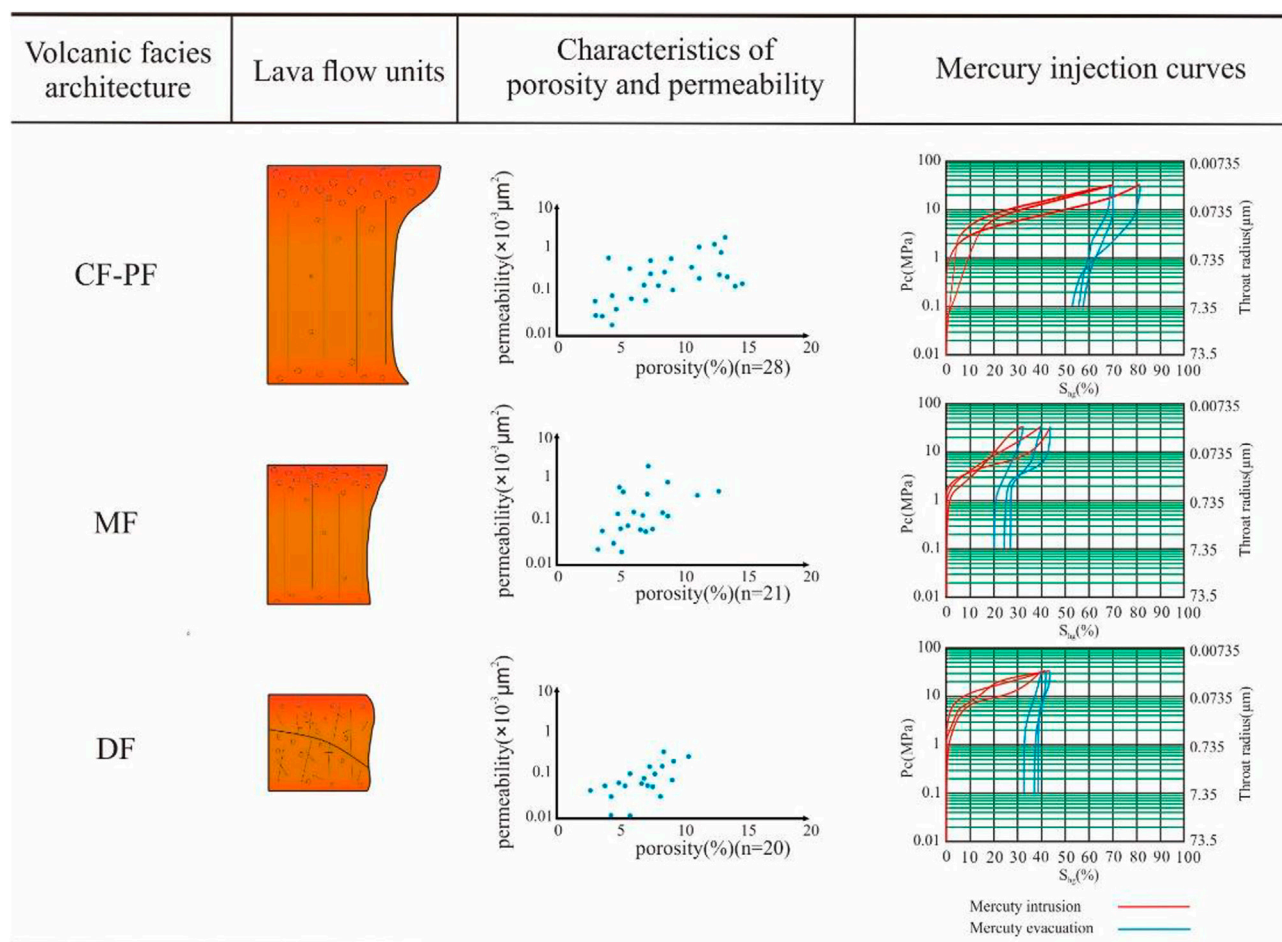 Volcanic facies
architecture
Lava flow units
Characteristics of
porosity and permeability
Mercury injection curves
CF-PF
permeability(×10⁻³μm²)
10
1
0.1
0.01
0
5
10
15
20
porosity(%)(n=28)
Pc(MPa)
100
10
1
0.1
0.01
0 10 20 30 40 50 60 70 80 90 100
S_hg(%)
0.00735
0.0735
0.735
7.35
73.5
Throat radius(μm)
MF
permeability(×10⁻³μm²)
10
1
0.1
0.01
0
5
10
15
20
porosity(%)(n=21)
Pc(MPa)
100
10
1
0.1
0.01
0 10 20 30 40 50 60 70 80 90 100
S_hg(%)
0.00735
0.0735
0.735
7.35
73.5
Throat radius(μm)
DF
permeability(×10⁻³μm²)
10
1
0.1
0.01
0
5
10
15
20
porosity(%)(n=20)
Pc(MPa)
100
10
1
0.1
0.01
0 10 20 30 40 50 60 70 80 90 100
S_hg(%)
0.00735
0.0735
0.735
7.35
73.5
Throat radius(μm)
Mercuty intrusion
Mercuty evacuation